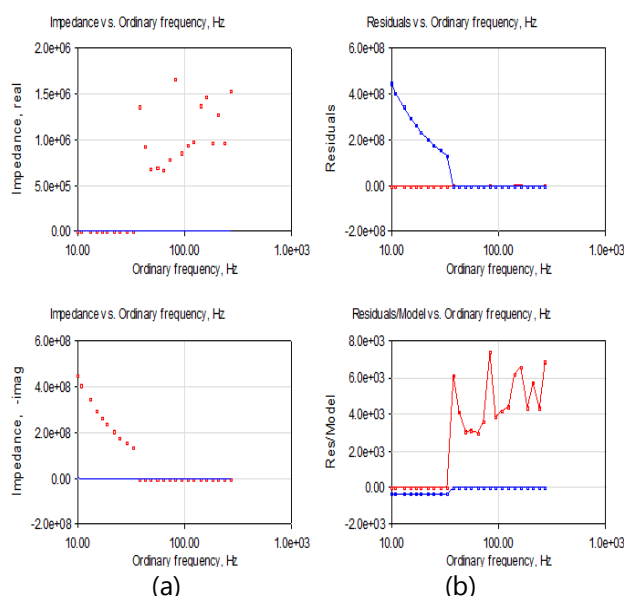 Impedance vs. Ordinary frequency, Hz
Impedance, real
2.0e+06
1.5e+06
1.0e+06
5.0e+05
0.00
10.00 100.00 1.0e+03
Ordinary frequency, Hz
Residuals vs. Ordinary frequency, Hz
Residuals
6.0e+08
4.0e+08
2.0e+08
0.00
-2.0e+08
10.00 100.00 1.0e+03
Ordinary frequency, Hz
Impedance vs. Ordinary frequency, Hz
Impedance, --imag
6.0e+08
4.0e+08
2.0e+08
0.00
-2.0e+08
10.00 100.00 1.0e+03
Ordinary frequency, Hz
Residuals/Model vs. Ordinary frequency, Hz
Res/Model
8.0e+03
6.0e+03
4.0e+03
2.0e+03
0.00
-2.0e+03
10.00 100.00 1.0e+03
Ordinary frequency, Hz
(a) (b)